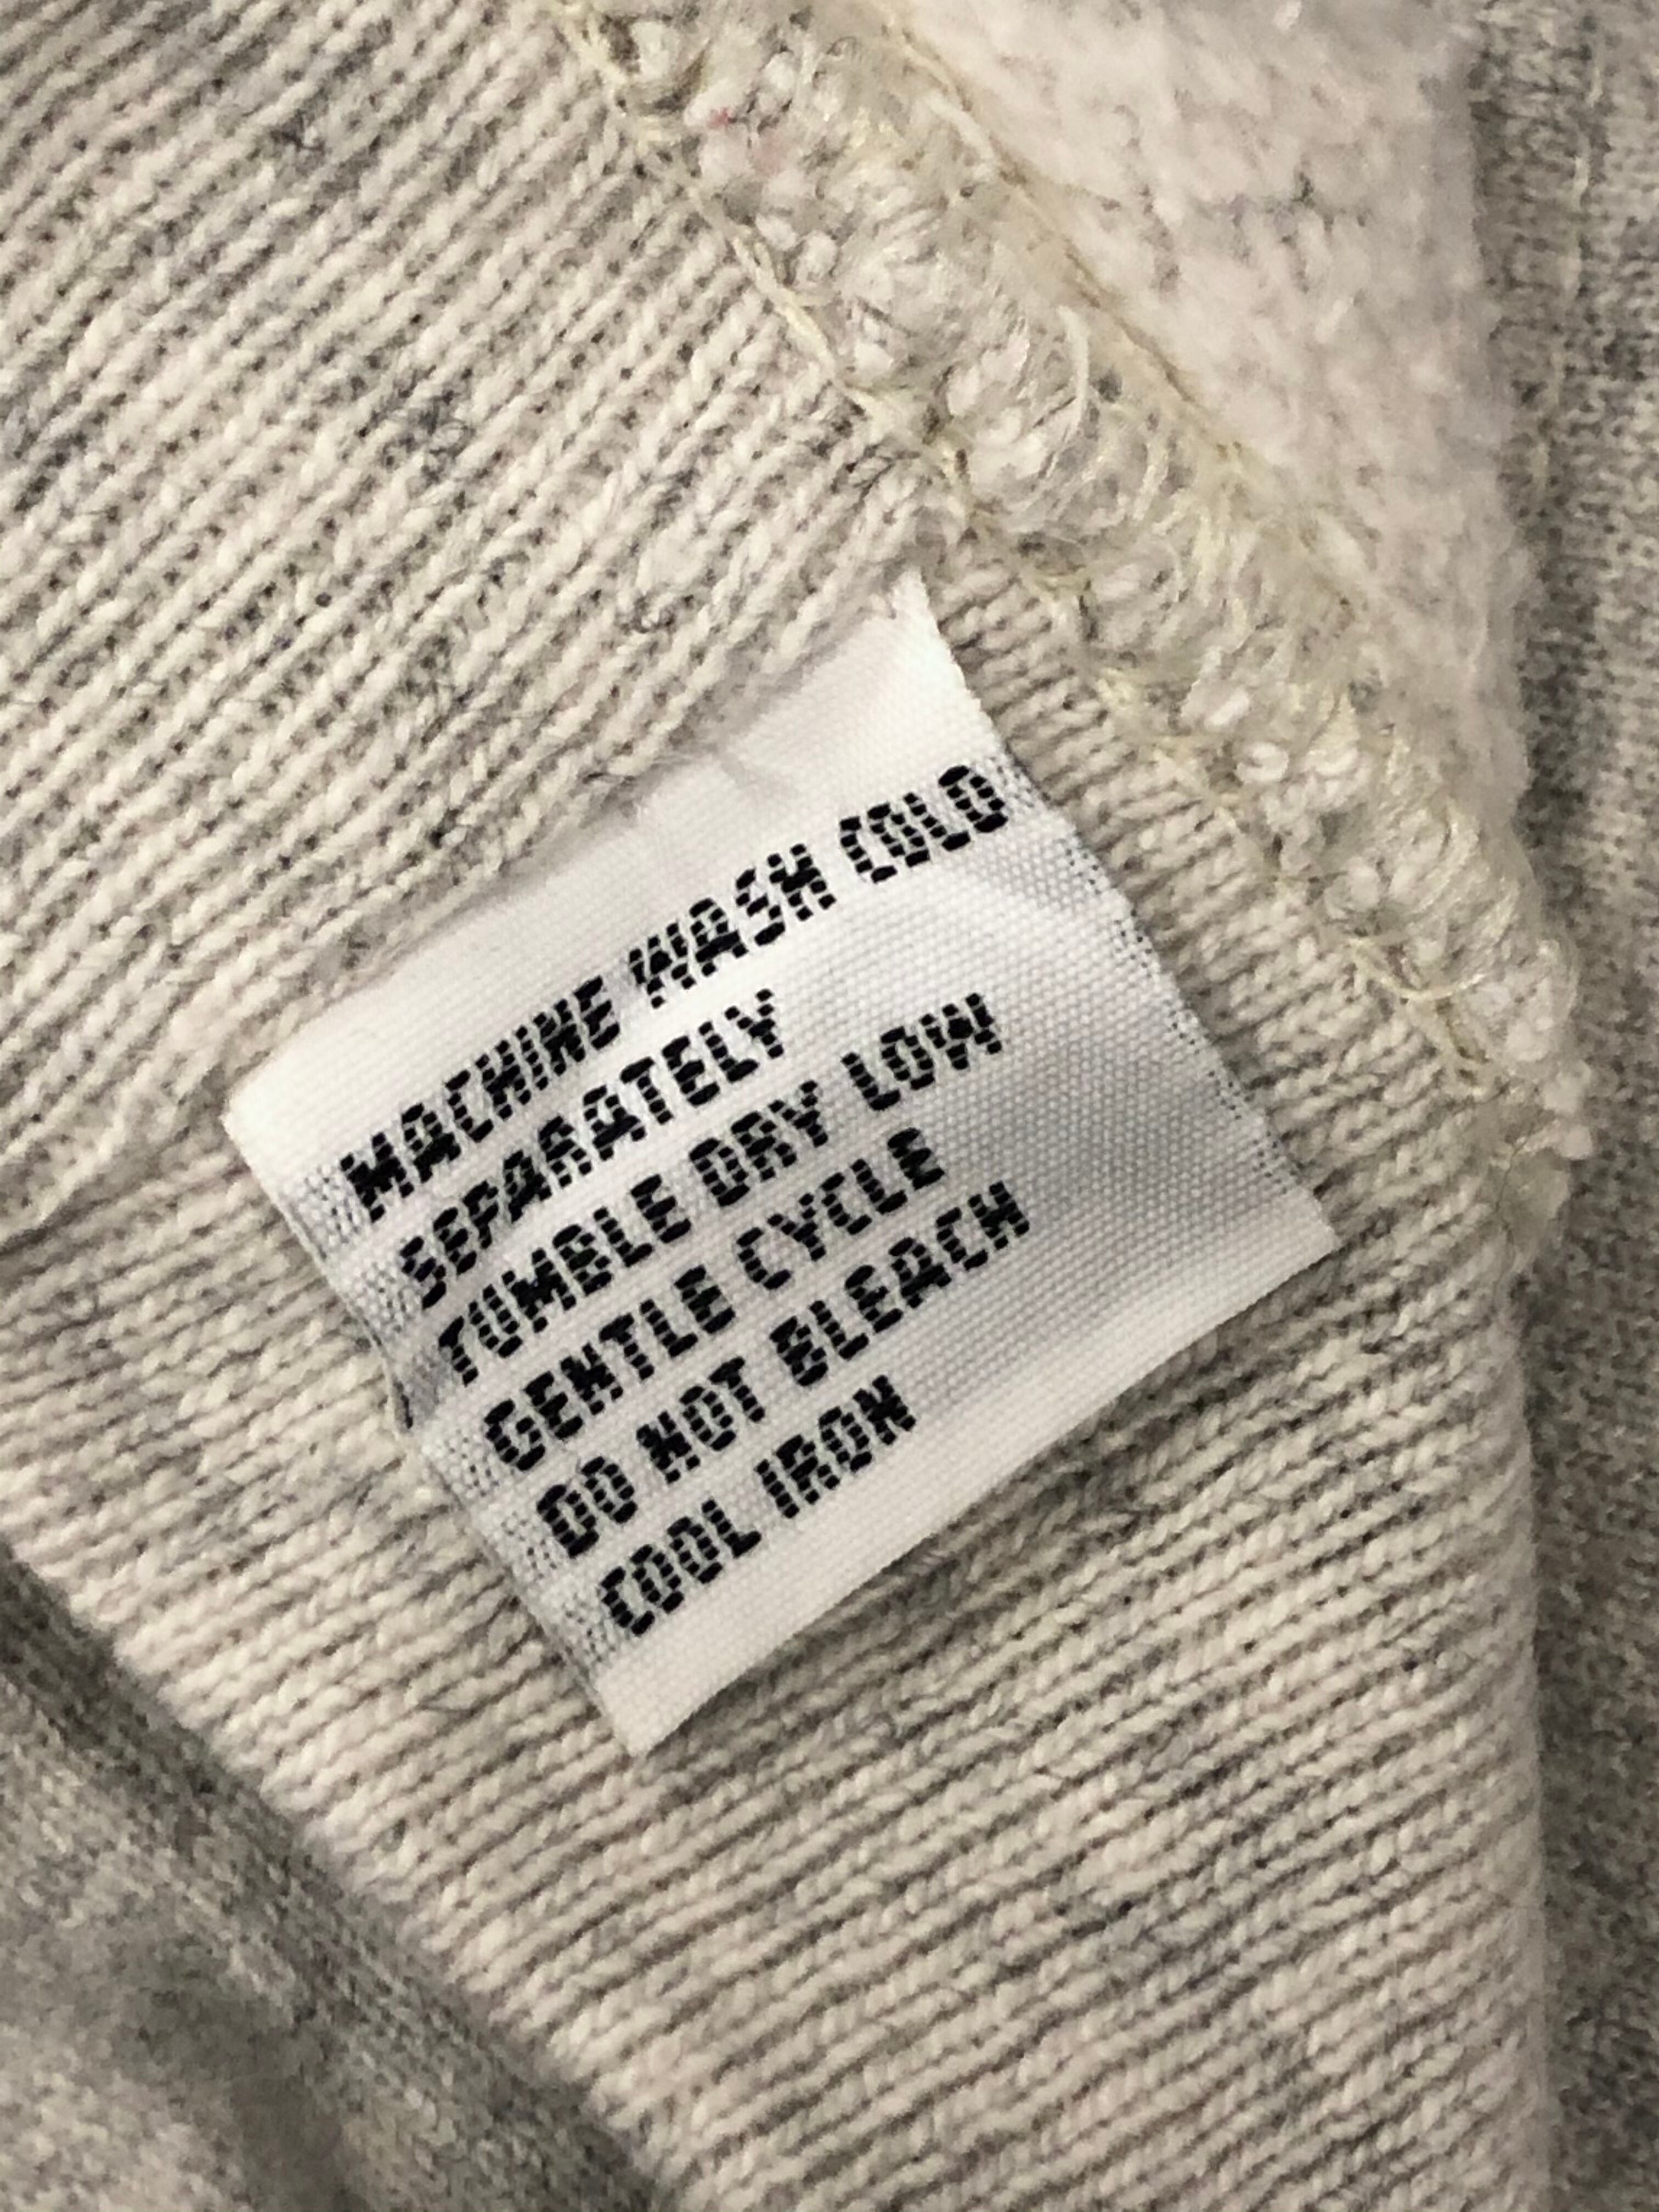 MACHINE WASH COLD
SEPARATELY
TUMBLE DRY LOW
GENTLE CYCLE
DO NOT BLEACH
COOL IRON